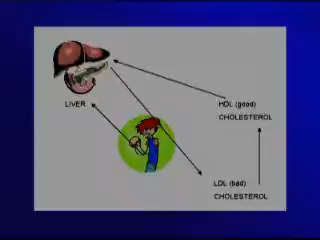 LIVER
HDL (good)
CHOLESTEROL
LDL (bad)
CHOLESTEROL